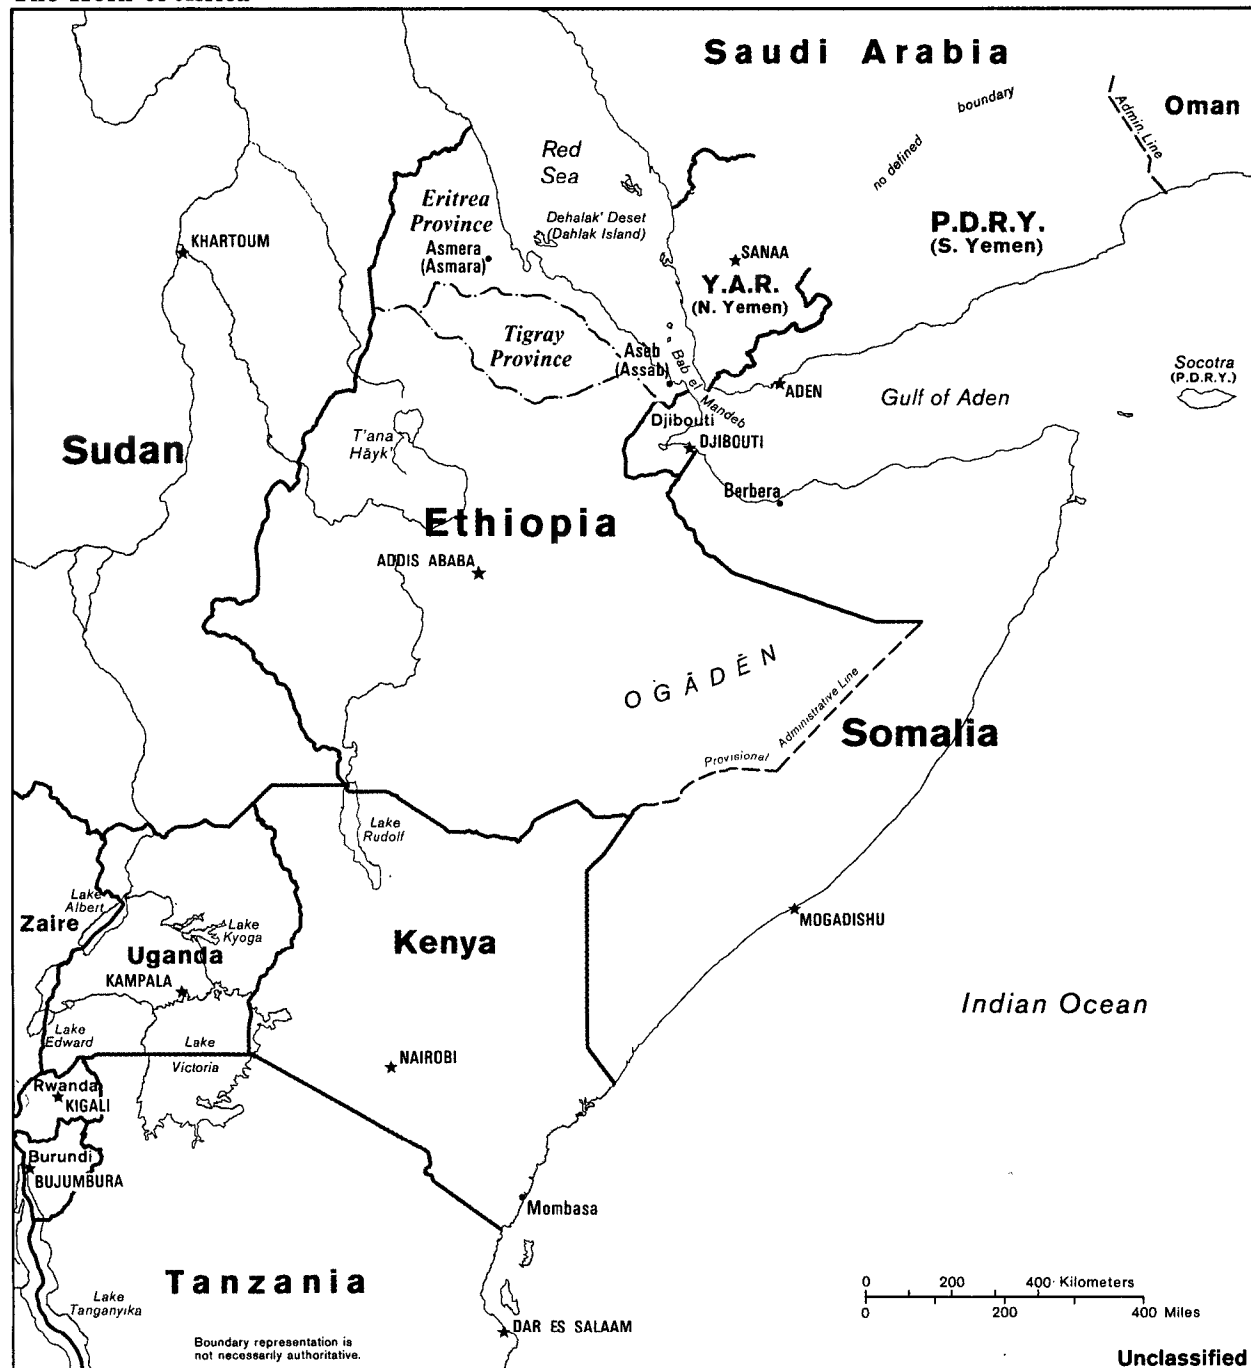 The Horn of Africa
Saudi Arabia
boundary
Admin. Line
Oman
no defined
Red
Sea
Eritrea
Province
Dehalak' Deset
(Dahlak Island)
P.D.R.Y.
(S. Yemen)
KHARTOUM
Asmera
(Asmara)
SANAA
Y.A.R.
(N. Yemen)
Tigray
Province
Aseb
(Assab)
Bab el Mandeb
ADEN
Gulf of Aden
Socotra
(P.D.R.Y.)
Djibouti
DJIBOUTI
Sudan
T'ana
Hāyk'
Berbera
Ethiopia
ADDIS ABABA
OGĀDĒN
Provisional Administrative Line
Somalia
Lake
Rudolf
Lake
Albert
Zaire
Lake
Kyoga
Uganda
Kenya
MOGADISHU
KAMPALA
Indian Ocean
Lake
Edward
Lake
Victoria
NAIROBI
Rwanda
KIGALI
Burundi
BUJUMBURA
Mombasa
Tanzania
Lake
Tanganyika
0 200 400 Kilometers
0 200 400 Miles
DAR ES SALAAM
Boundary representation is
not necessarily authoritative.
Unclassified